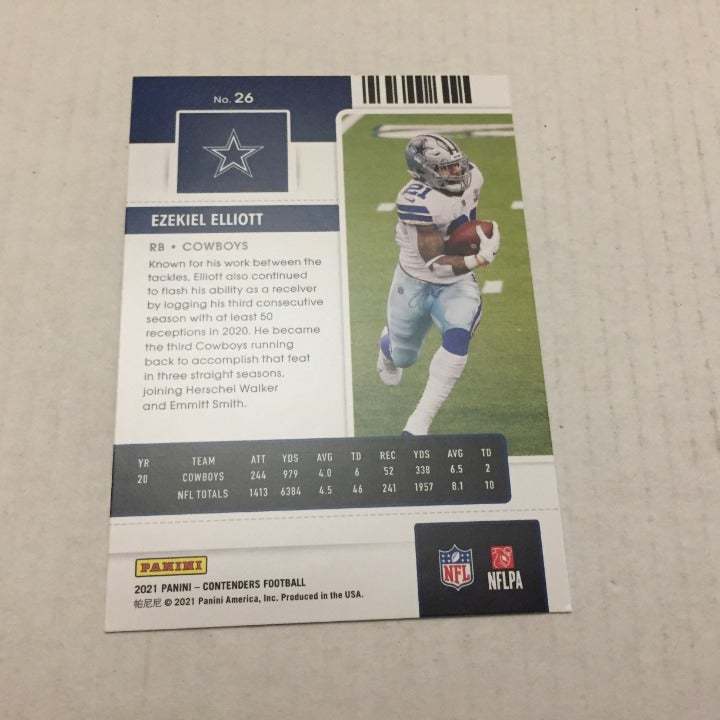 No. 26
EZEKIEL ELLIOTT
RB • COWBOYS
Known for his work between the
tackles, Elliott also continued
to flash his ability as a receiver
by logging his third consecutive
season with at least 50
receptions in 2020. He became
the third Cowboys running
back to accomplish that feat
in three straight seasons,
joining Herschel Walker
and Emmitt Smith.
21
YR TEAM ATT YDS AVG TD REC YDS AVG TD
20 COWBOYS 244 979 4.0 6 52 338 6.5 2
NFL TOTALS 1413 6384 4.5 46 241 1957 8.1 10
PANINI
2021 PANINI – CONTENDERS FOOTBALL
帕尼尼 © 2021 Panini America, Inc. Produced in the USA.
NFL
NFLPA